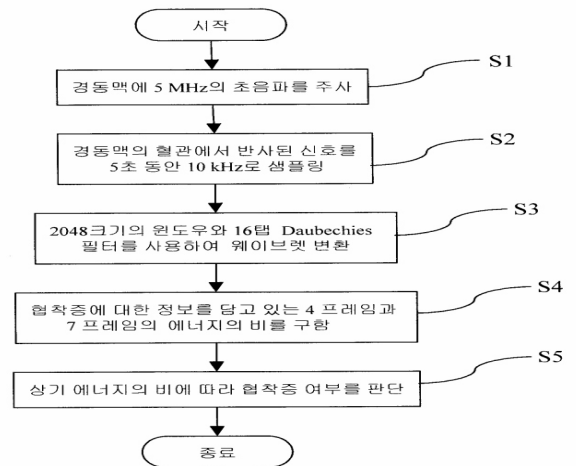 시작
경동맥에 5 MHz의 초음파를 주사
S1
경동맥의 혈관에서 반사된 신호를
5초 동안 10 kHz로 샘플링
S2
2048크기의 윈도우와 16탭 Daubechies
필터를 사용하여 웨이브렛 변환
S3
협착증에 대한 정보를 담고 있는 4 프레임과
7 프레임의 에너지의 비를 구함
S4
상기 에너지의 비에 따라 협착증 여부를 판단
S5
종료